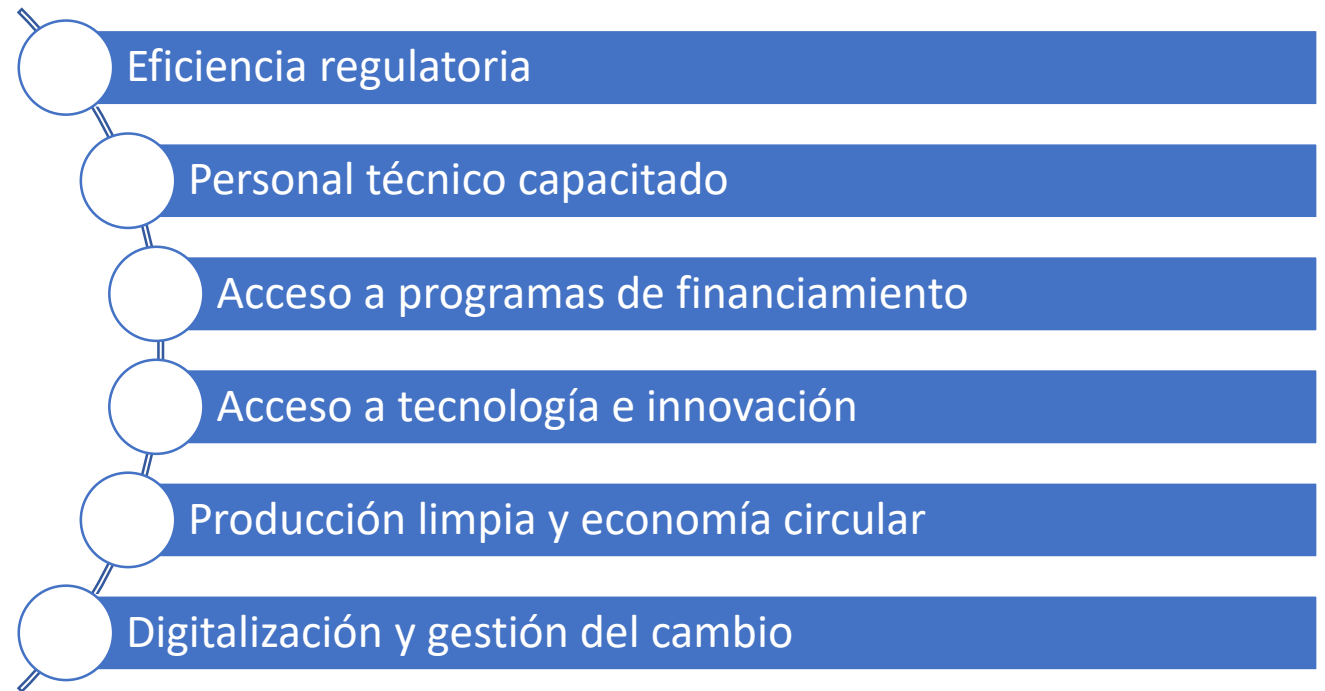 Eficiencia regulatoria
Personal técnico capacitado
Acceso a programas de financiamiento
Acceso a tecnología e innovación
Producción limpia y economía circular
Digitalización y gestión del cambio